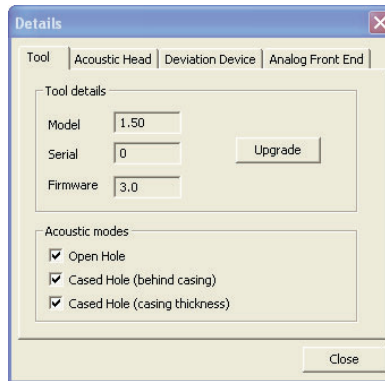 Details
Tool Acoustic Head Deviation Device Analog Front End
Tool details
Model 1.50
Serial 0
Upgrade
Firmware 3.0
Acoustic modes
Open Hole
Cased Hole (behind casing)
Cased Hole (casing thickness)
Close